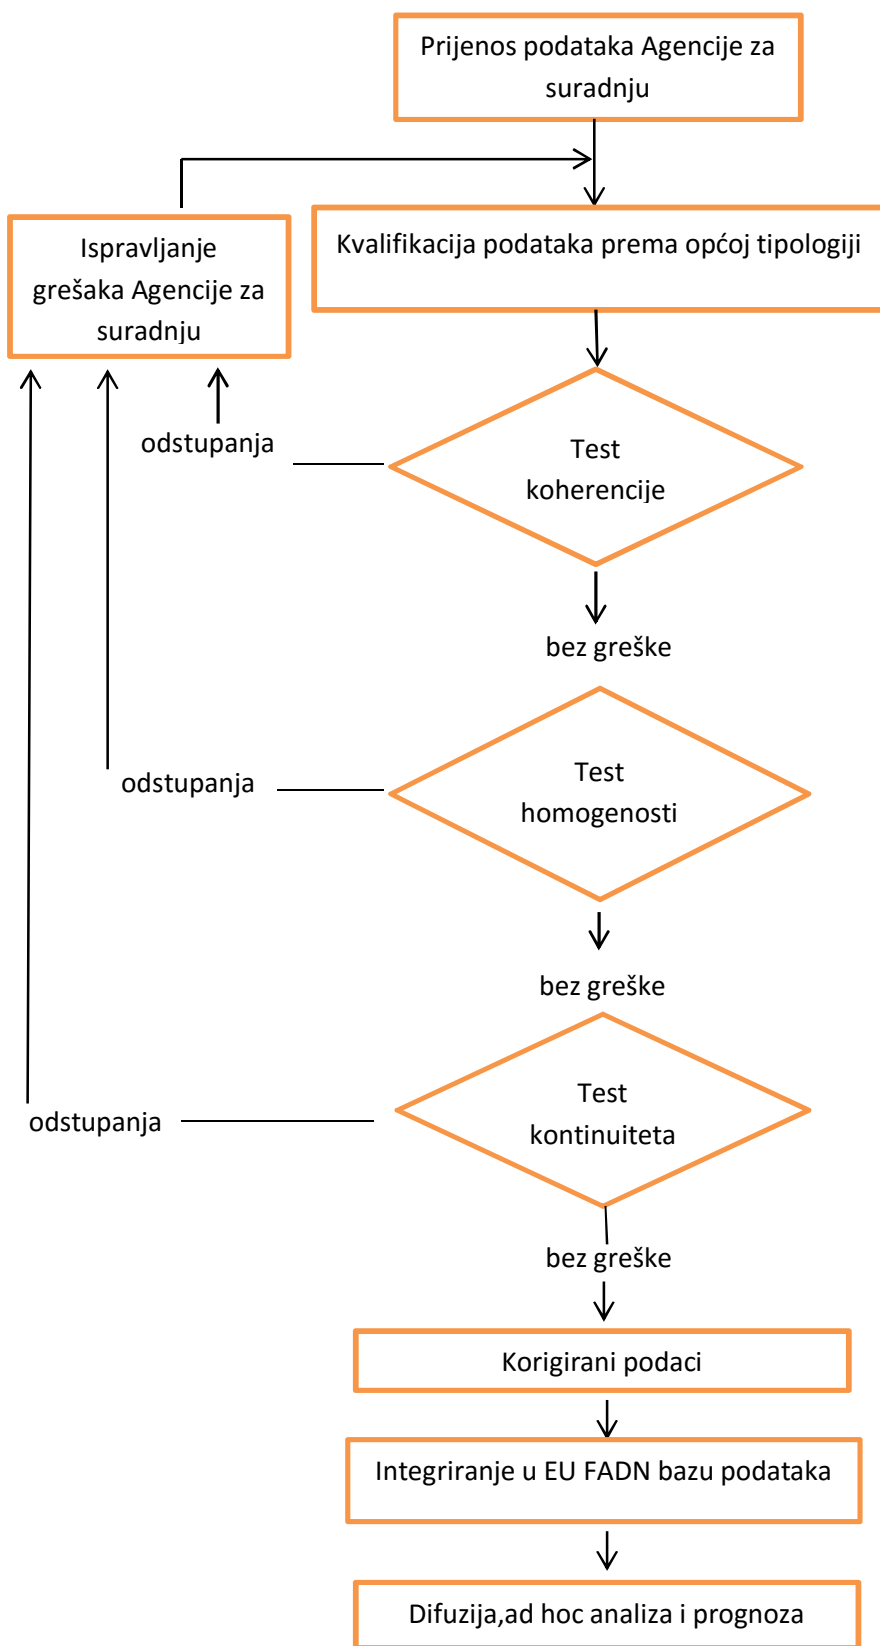 Prijenos podataka Agencije za
suradnju
Ispravljanje
grešaka Agencije za
suradnju
Kvalifikacija podataka prema općoj tipologiji
odstupanja
Test
koherencije
bez greške
odstupanja
Test
homogenosti
bez greške
odstupanja
Test
kontinuiteta
bez greške
Korigirani podaci
Integriranje u EU FADN bazu podataka
Difuzija,ad hoc analiza i prognoza